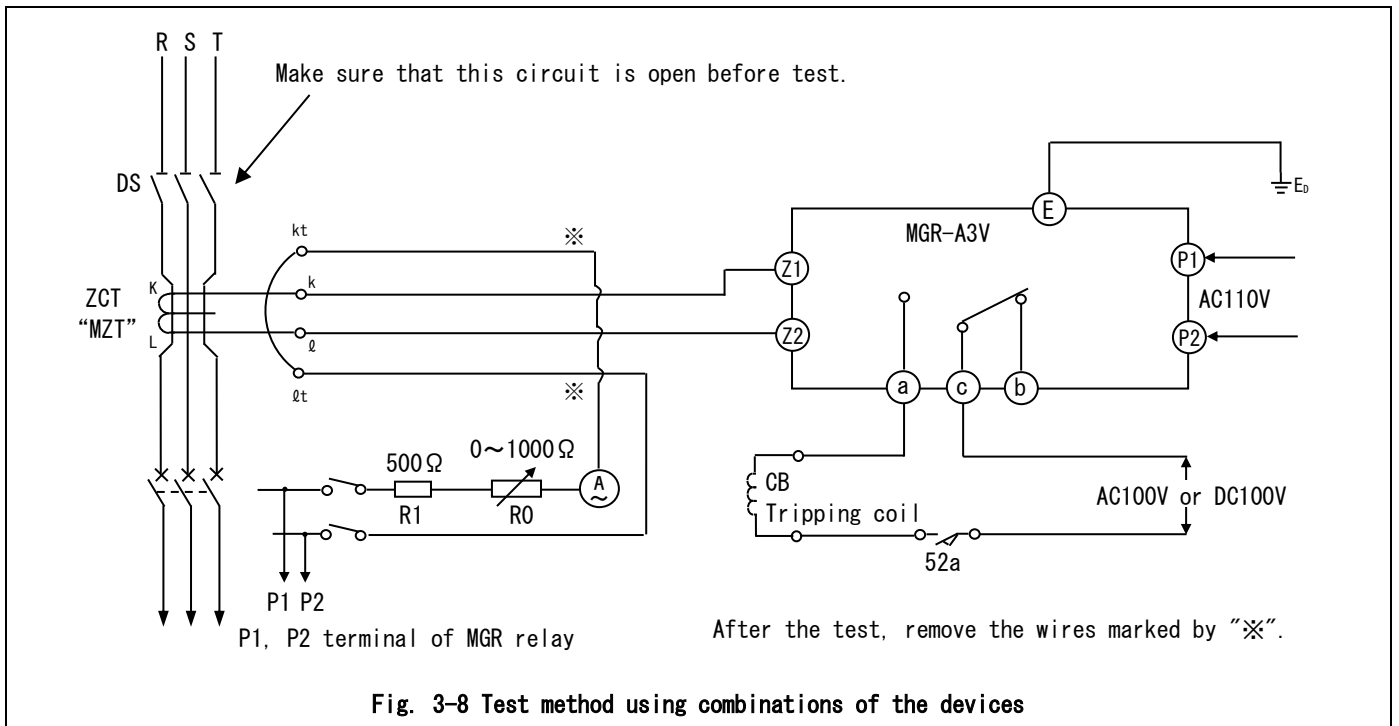 R S T
Make sure that this circuit is open before test.
DS
E
E_D
kt
※
MGR-A3V
P1
Z1
K
k
AC110V
ZCT
"MZT"
L
ℓ
Z2
P2
ℓt
※
a
c
b
0～1000Ω
500Ω
A
~
R1
R0
CB
Tripping coil
AC100V or DC100V
52a
P1 P2
P1, P2 terminal of MGR relay
After the test, remove the wires marked by "※".
Fig. 3-8 Test method using combinations of the devices